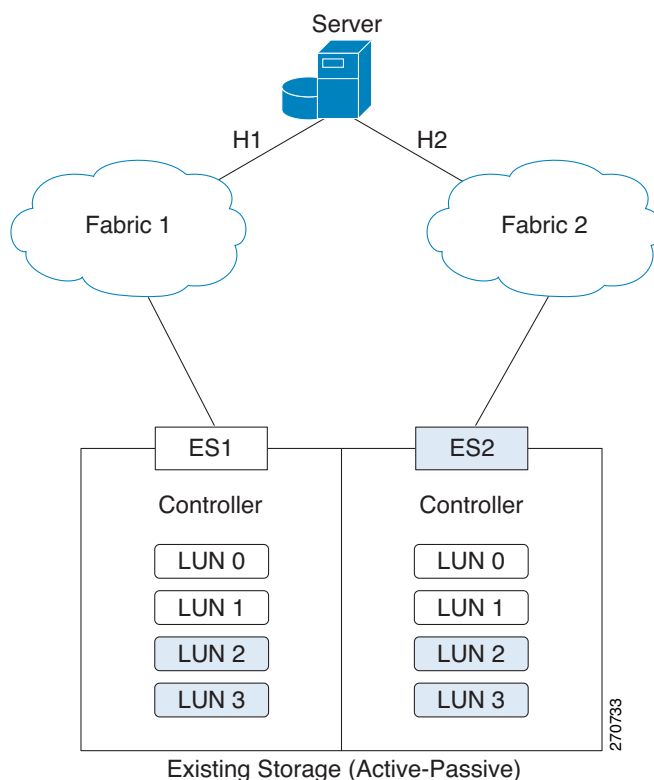 Server
H1 H2
Fabric 1 Fabric 2
ES1 ES2
Controller Controller
LUN 0 LUN 0
LUN 1 LUN 1
LUN 2 LUN 2
LUN 3 LUN 3
270733
Existing Storage (Active-Passive)